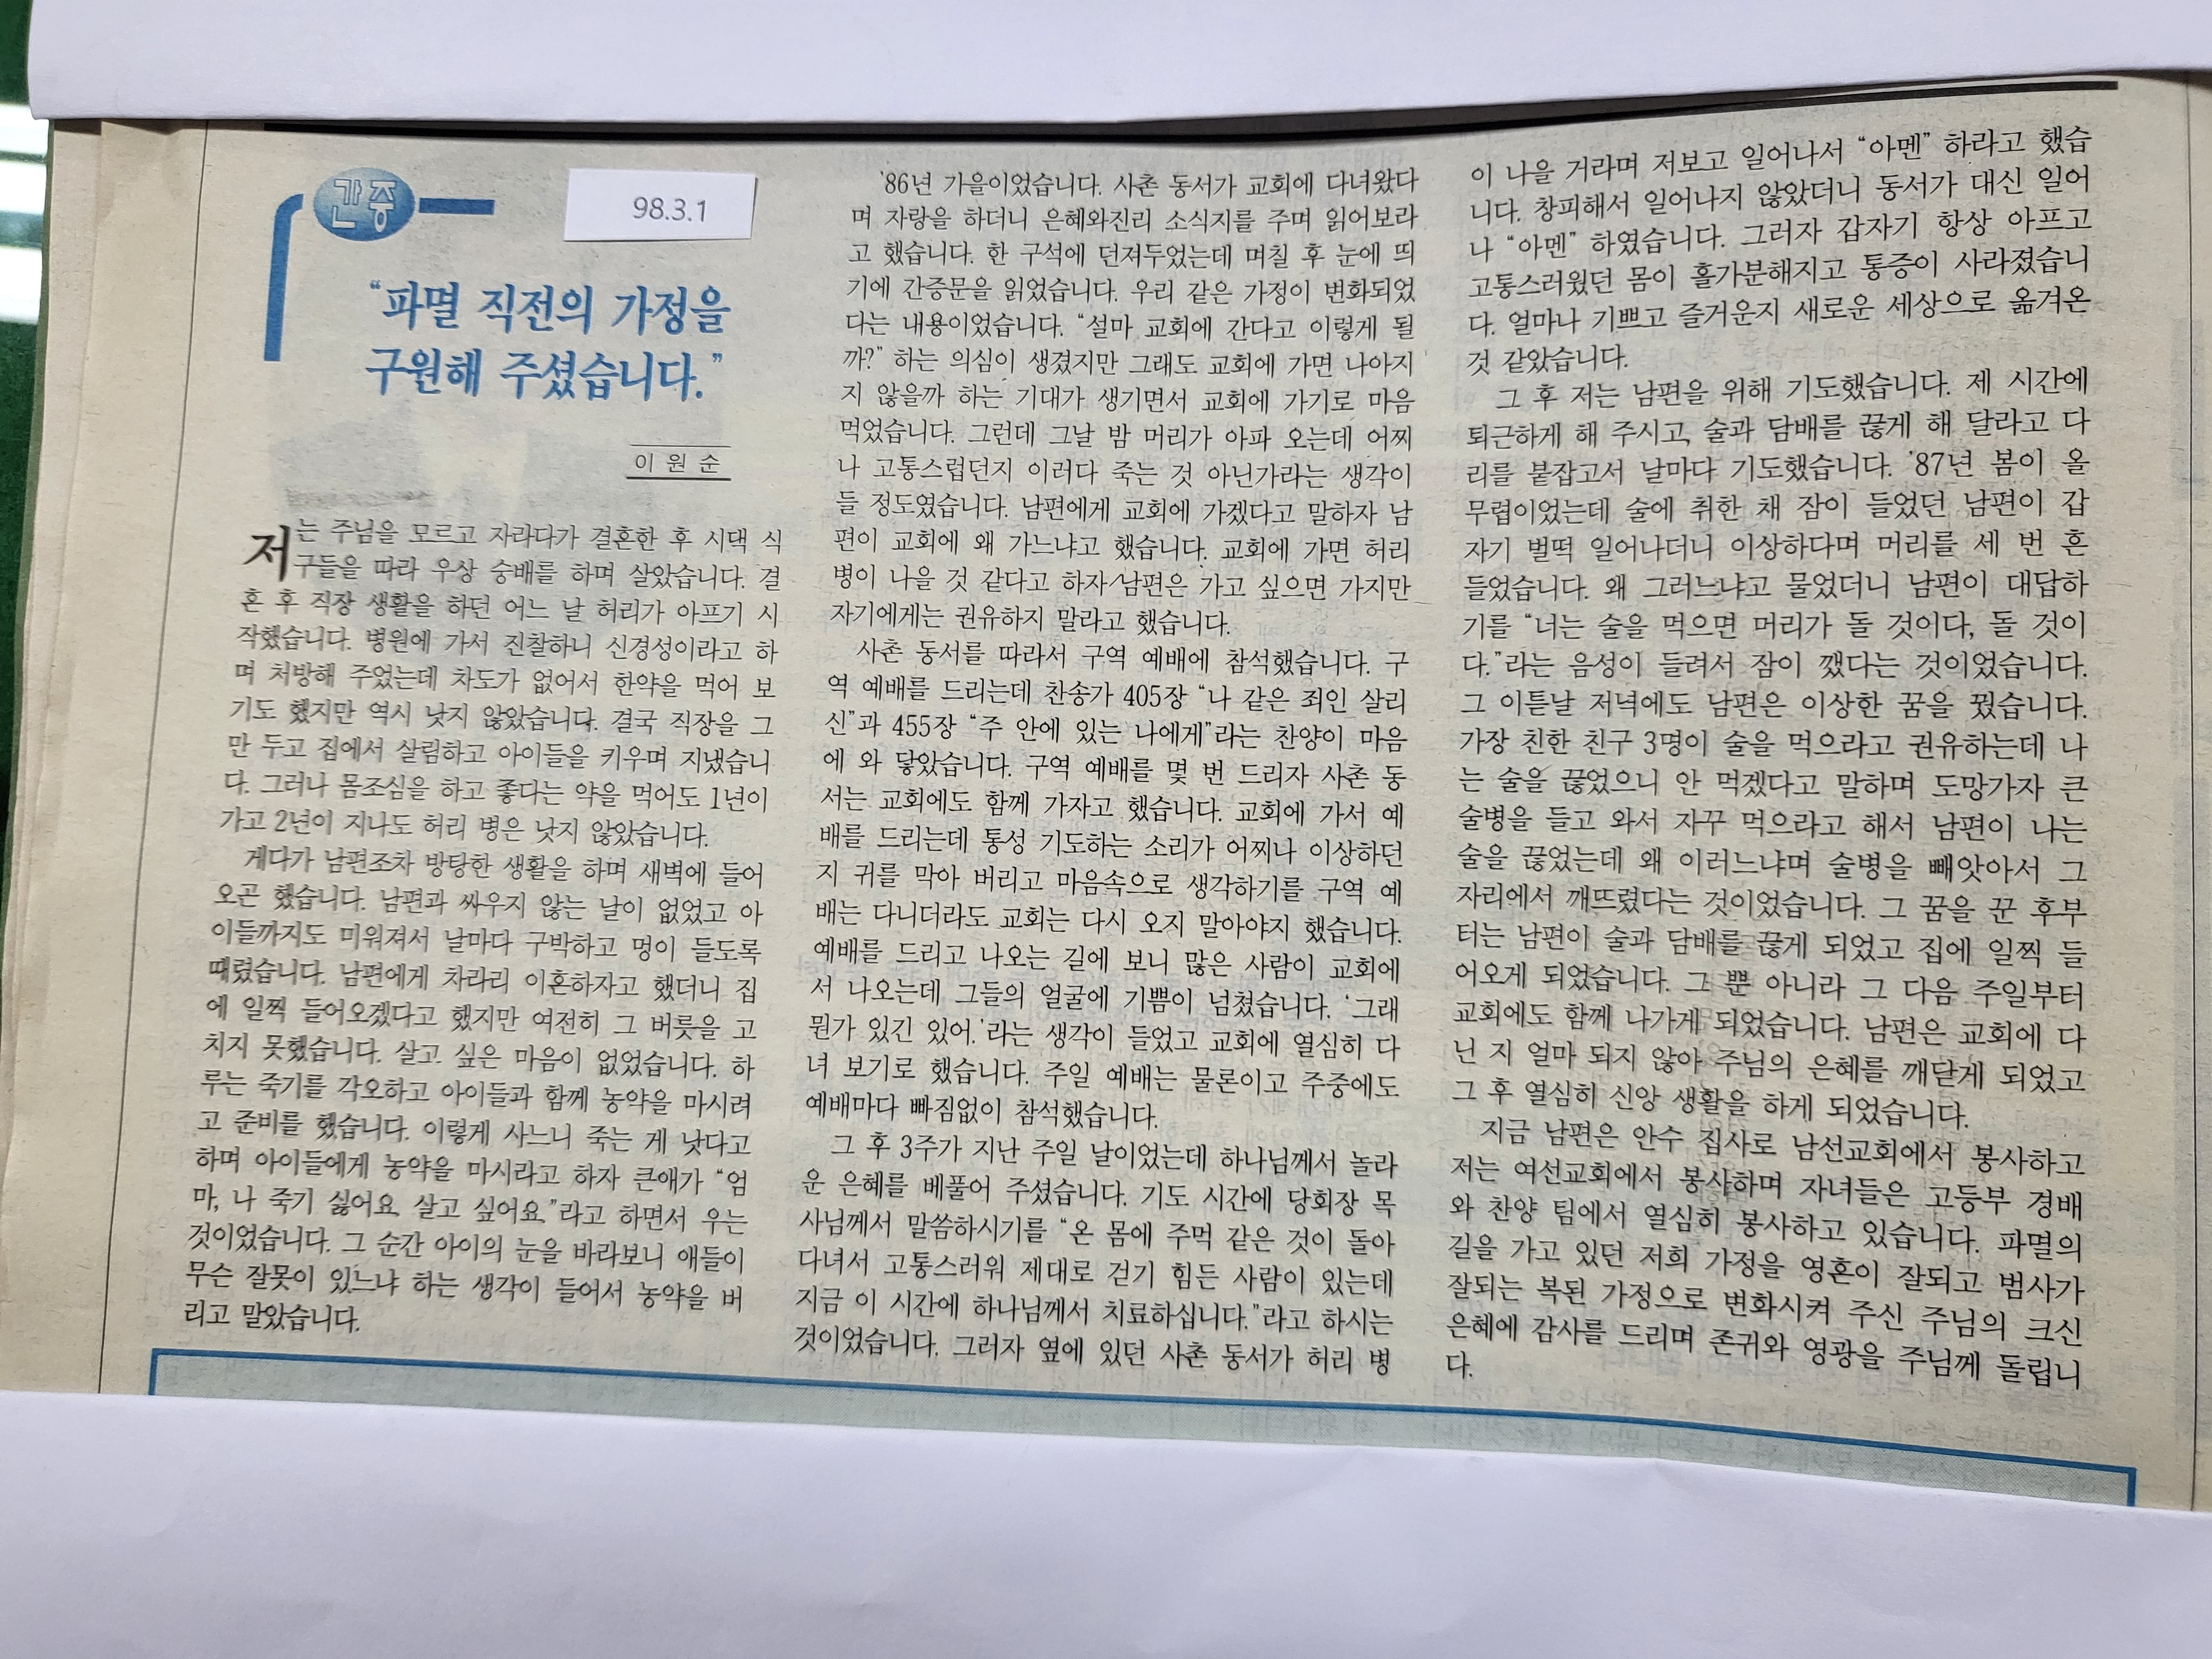 간증
98.3.1
“파멸 직전의 가정을
구원해 주셨습니다.”
이 원 순
저는 주님을 모르고 자라다가 결혼한 후 시댁 식
구들을 따라 우상 숭배를 하며 살았습니다. 결
혼 후 직장 생활을 하던 어느 날 허리가 아프기 시
작했습니다. 병원에 가서 진찰하니 신경성이라고 하
며 처방해 주었는데 차도가 없어서 한약을 먹어 보
기도 했지만 역시 낫지 않았습니다. 결국 직장을 그
만 두고 집에서 살림하고 아이들을 키우며 지냈습니
다. 그러나 몸조심을 하고 좋다는 약을 먹어도 1년이
가고 2년이 지나도 허리 병은 낫지 않았습니다.
게다가 남편조차 방탕한 생활을 하며 새벽에 들어
오곤 했습니다. 남편과 싸우지 않는 날이 없었고 아
이들까지도 미워져서 날마다 구박하고 멍이 들도록
때렸습니다. 남편에게 차라리 이혼하자고 했더니 집
에 일찍 들어오겠다고 했지만 여전히 그 버릇을 고
치지 못했습니다. 살고 싶은 마음이 없었습니다. 하
루는 죽기를 각오하고 아이들과 함께 농약을 마시려
고 준비를 했습니다. 이렇게 사느니 죽는 게 낫다고
하며 아이들에게 농약을 마시라고 하자 큰애가 “엄
마, 나 죽기 싫어요. 살고 싶어요.”라고 하면서 우는
것이었습니다. 그 순간 아이의 눈을 바라보니 애들이
무슨 잘못이 있느냐 하는 생각이 들어서 농약을 버
리고 말았습니다.
'86년 가을이었습니다. 사촌 동서가 교회에 다녀왔다
며 자랑을 하더니 은혜와진리 소식지를 주며 읽어보라
고 했습니다. 한 구석에 던져두었는데 며칠 후 눈에 띄
기에 간증문을 읽었습니다. 우리 같은 가정이 변화되었
다는 내용이었습니다. “설마 교회에 간다고 이렇게 될
까?” 하는 의심이 생겼지만 그래도 교회에 가면 나아지
지 않을까 하는 기대가 생기면서 교회에 가기로 마음
먹었습니다. 그런데 그날 밤 머리가 아파 오는데 어찌
나 고통스럽던지 이러다 죽는 것 아닌가라는 생각이
들 정도였습니다. 남편에게 교회에 가겠다고 말하자 남
편이 교회에 왜 가느냐고 했습니다. 교회에 가면 허리
병이 나을 것 같다고 하자 남편은 가고 싶으면 가지만
자기에게는 권유하지 말라고 했습니다.
사촌 동서를 따라서 구역 예배에 참석했습니다. 구
역 예배를 드리는데 찬송가 405장 “나 같은 죄인 살리
신”과 455장 “주 안에 있는 나에게”라는 찬양이 마음
에 와 닿았습니다. 구역 예배를 몇 번 드리자 사촌 동
서는 교회에도 함께 가자고 했습니다. 교회에 가서 예
배를 드리는데 통성 기도하는 소리가 어찌나 이상하던
지 귀를 막아 버리고 마음속으로 생각하기를 구역 예
배는 다니더라도 교회는 다시 오지 말아야지 했습니다.
예배를 드리고 나오는 길에 보니 많은 사람이 교회에
서 나오는데 그들의 얼굴에 기쁨이 넘쳤습니다. ‘그래
뭔가 있긴 있어.’라는 생각이 들었고 교회에 열심히 다
녀 보기로 했습니다. 주일 예배는 물론이고 주중에도
예배마다 빠짐없이 참석했습니다.
그 후 3주가 지난 주일 날이었는데 하나님께서 놀라
운 은혜를 베풀어 주셨습니다. 기도 시간에 당회장 목
사님께서 말씀하시기를 “온 몸에 주먹 같은 것이 돌아
다녀서 고통스러워 제대로 걷기 힘든 사람이 있는데
지금 이 시간에 하나님께서 치료하십니다.”라고 하시는
것이었습니다. 그러자 옆에 있던 사촌 동서가 허리 병
이 나을 거라며 저보고 일어나서 “아멘” 하라고 했습
니다. 창피해서 일어나지 않았더니 동서가 대신 일어
나 “아멘” 하였습니다. 그러자 갑자기 항상 아프고
고통스러웠던 몸이 홀가분해지고 통증이 사라졌습니
다. 얼마나 기쁘고 즐거운지 새로운 세상으로 옮겨온
것 같았습니다.
그 후 저는 남편을 위해 기도했습니다. 제 시간에
퇴근하게 해 주시고, 술과 담배를 끊게 해 달라고 다
리를 붙잡고서 날마다 기도했습니다. '87년 봄이 올
무렵이었는데 술에 취한 채 잠이 들었던 남편이 갑
자기 벌떡 일어나더니 이상하다며 머리를 세 번 흔
들었습니다. 왜 그러느냐고 물었더니 남편이 대답하
기를 “너는 술을 먹으면 머리가 돌 것이다, 돌 것이
다.”라는 음성이 들려서 잠이 깼다는 것이었습니다.
그 이튿날 저녁에도 남편은 이상한 꿈을 꿨습니다.
가장 친한 친구 3명이 술을 먹으라고 권유하는데 나
는 술을 끊었으니 안 먹겠다고 말하며 도망가자 큰
술병을 들고 와서 자꾸 먹으라고 해서 남편이 나는
술을 끊었는데 왜 이러느냐며 술병을 빼앗아서 그
자리에서 깨뜨렸다는 것이었습니다. 그 꿈을 꾼 후부
터는 남편이 술과 담배를 끊게 되었고 집에 일찍 들
어오게 되었습니다. 그 뿐 아니라 그 다음 주일부터
교회에도 함께 나가게 되었습니다. 남편은 교회에 다
닌 지 얼마 되지 않아 주님의 은혜를 깨닫게 되었고
그 후 열심히 신앙 생활을 하게 되었습니다.
지금 남편은 안수 집사로 남선교회에서 봉사하고
저는 여선교회에서 봉사하며 자녀들은 고등부 경배
와 찬양 팀에서 열심히 봉사하고 있습니다. 파멸의
길을 가고 있던 저희 가정을 영혼이 잘되고 범사가
잘되는 복된 가정으로 변화시켜 주신 주님의 크신
은혜에 감사를 드리며 존귀와 영광을 주님께 돌립니
다.